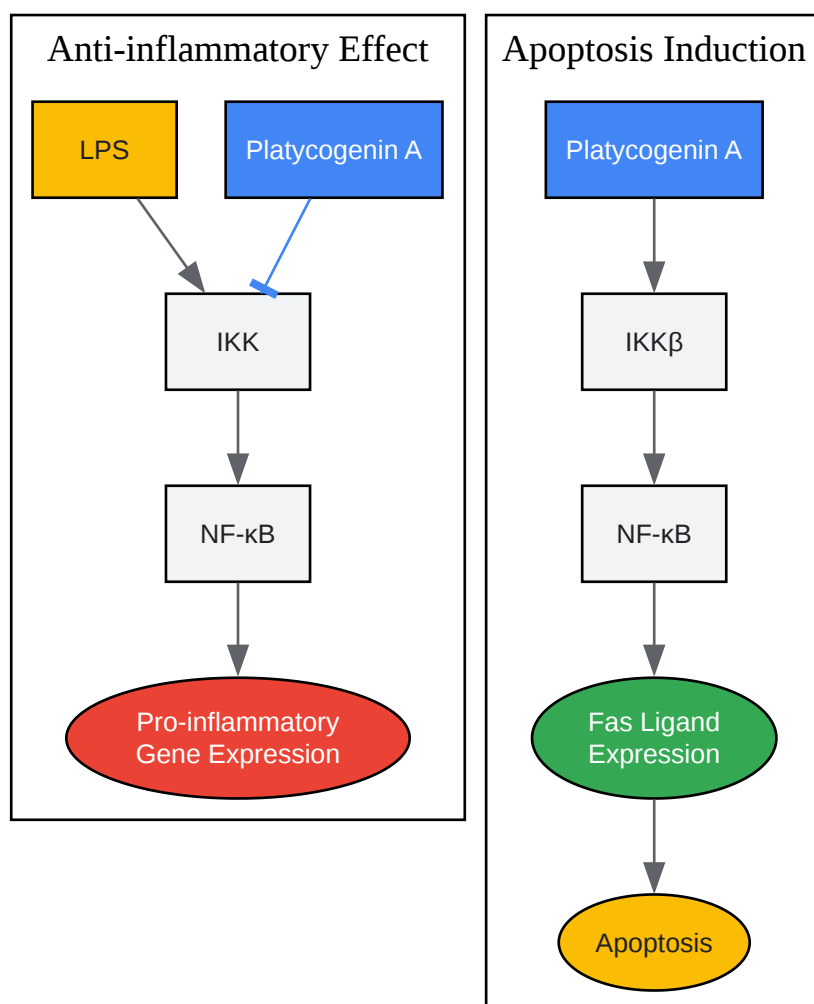 Anti-inflammatory Effect
LPS
Platycogenin A
IKK
NF-κB
Pro-inflammatory
Gene Expression
Apoptosis Induction
Platycogenin A
IKKβ
NF-κB
Fas Ligand
Expression
Apoptosis